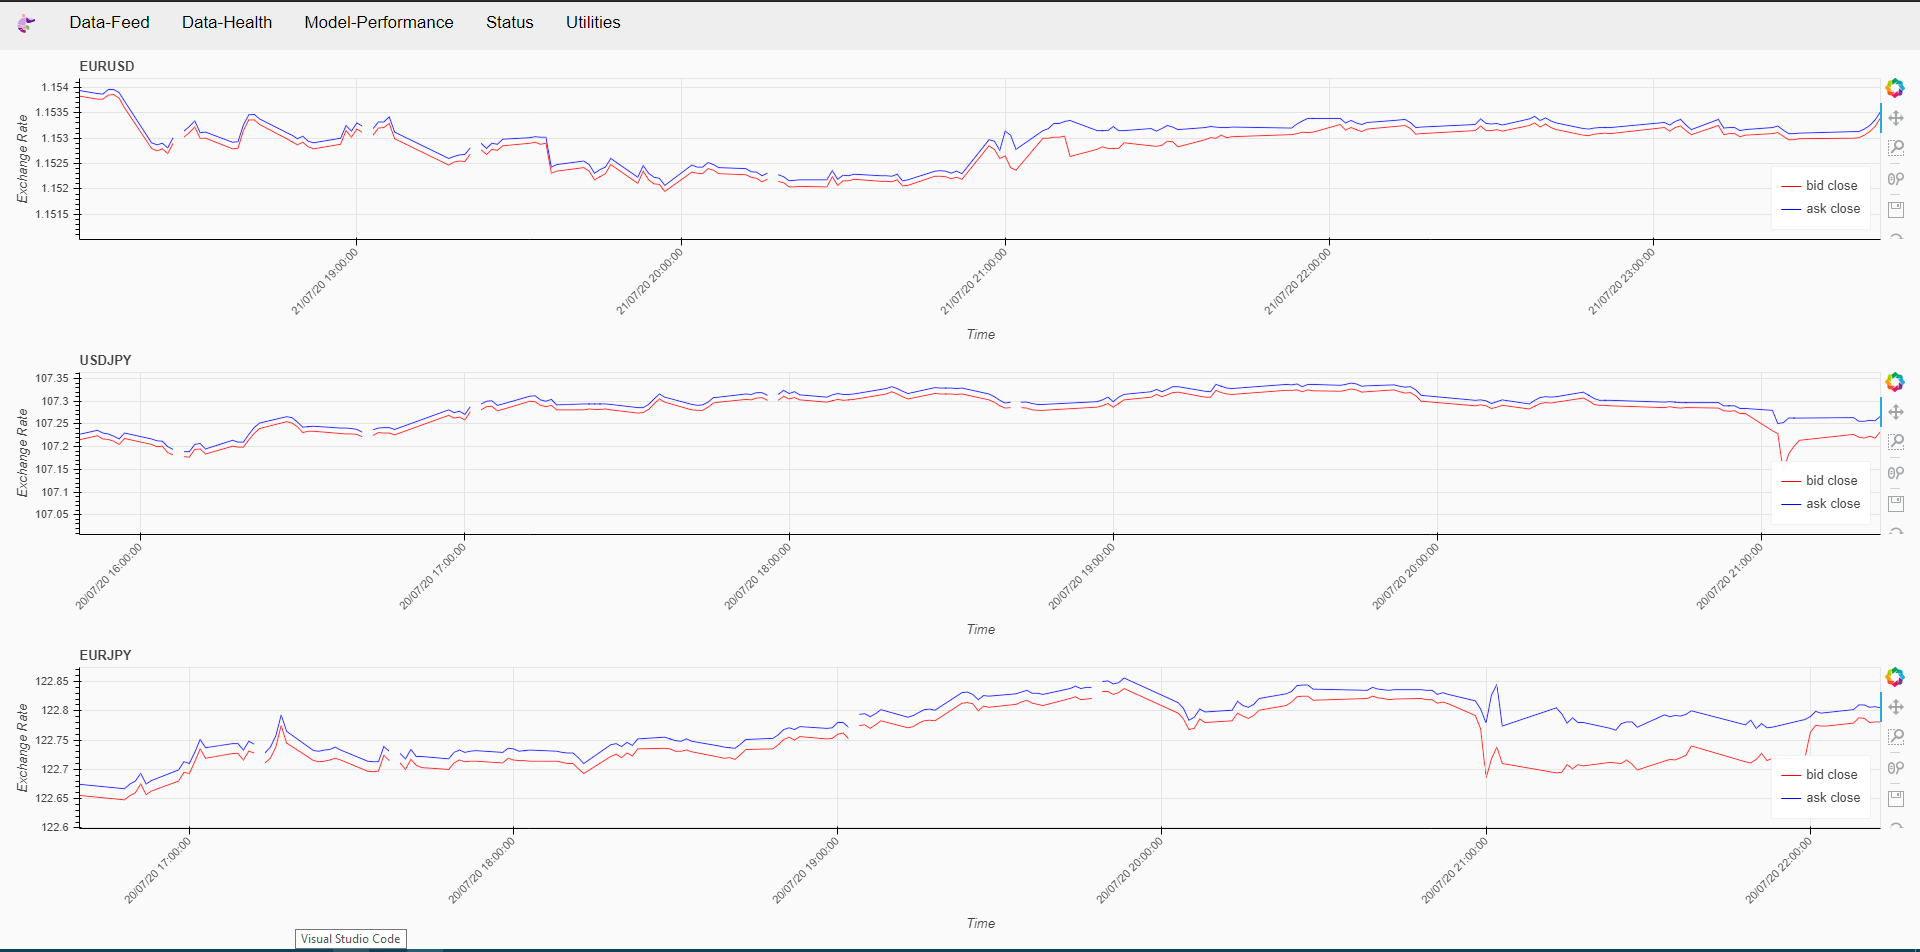 Data-Feed Data-Health Model-Performance Status Utilities
EURUSD
Exchange Rate
1.154
1.1535
1.153
1.1525
1.152
1.1515
bid close
ask close
21/07/20 19:00:00
21/07/20 20:00:00
21/07/20 21:00:00
21/07/20 22:00:00
21/07/20 23:00:00
Time
USDJPY
Exchange Rate
107.35
107.3
107.25
107.2
107.15
107.1
107.05
bid close
ask close
20/07/20 16:00:00
20/07/20 17:00:00
20/07/20 18:00:00
20/07/20 19:00:00
20/07/20 20:00:00
20/07/20 21:00:00
Time
EURJPY
Exchange Rate
122.85
122.8
122.75
122.7
122.65
122.6
bid close
ask close
20/07/20 17:00:00
20/07/20 18:00:00
20/07/20 19:00:00
20/07/20 20:00:00
20/07/20 21:00:00
20/07/20 22:00:00
Time
Visual Studio Code